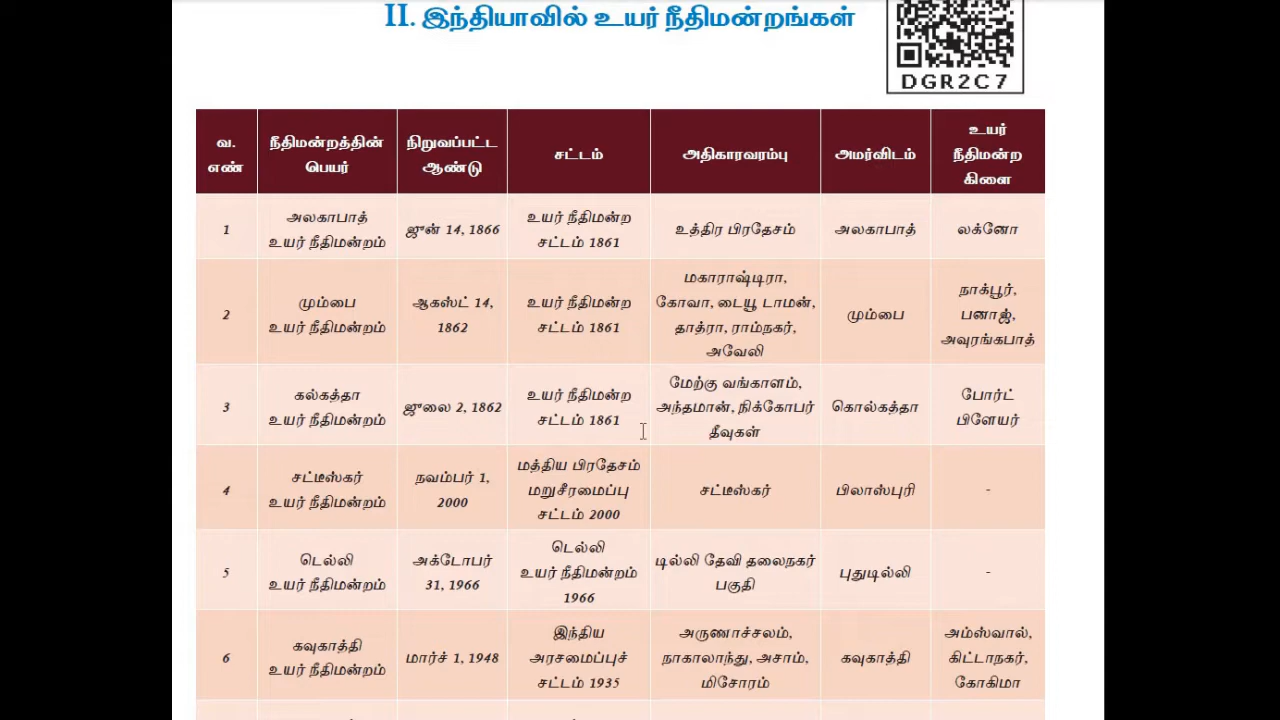 II. இந்தியாவில் உயர் நீதிமன்றங்கள்
DGR2C7
வ. எண்
நீதிமன்றத்தின் பெயர்
நிறுவப்பட்ட ஆண்டு
சட்டம்
அதிகாரவரம்பு
அமர்விடம்
உயர் நீதிமன்ற கிளை
1
அலகாபாத்
உயர் நீதிமன்றம்
ஜுன் 14, 1866
உயர் நீதிமன்ற
சட்டம் 1861
உத்திர பிரதேசம்
அலகாபாத்
லக்னோ
2
மும்பை
உயர் நீதிமன்றம்
ஆகஸ்ட் 14,
1862
உயர் நீதிமன்ற
சட்டம் 1861
மகாராஷ்டிரா,
கோவா, டையூ டாமன்,
தாத்ரா, ராம்நகர்,
அவேலி
மும்பை
நாக்பூர்,
பனாஜ்,
அவுரங்கபாத்
3
கல்கத்தா
உயர் நீதிமன்றம்
ஜுலை 2, 1862
உயர் நீதிமன்ற
சட்டம் 1861
மேற்கு வங்காளம்,
அந்தமான், நிக்கோபர்
தீவுகள்
கொல்கத்தா
போர்ட்
பிளேயர்
4
சட்டீஸ்கர்
உயர் நீதிமன்றம்
நவம்பர் 1,
2000
மத்திய பிரதேசம்
மறுசீரமைப்பு
சட்டம் 2000
சட்டீஸ்கர்
பிலாஸ்புரி
-
5
டெல்லி
உயர் நீதிமன்றம்
அக்டோபர்
31, 1966
டெல்லி
உயர் நீதிமன்றம்
1966
டில்லி தேவி தலைநகர்
பகுதி
புதுடில்லி
-
6
கவுகாத்தி
உயர் நீதிமன்றம்
மார்ச் 1, 1948
இந்திய
அரசமைப்புச்
சட்டம் 1935
அருணாச்சலம்,
நாகாலாந்து, அசாம்,
மிசோரம்
கவுகாத்தி
அம்ஸ்வால்,
கிட்டாநகர்,
கோகிமா